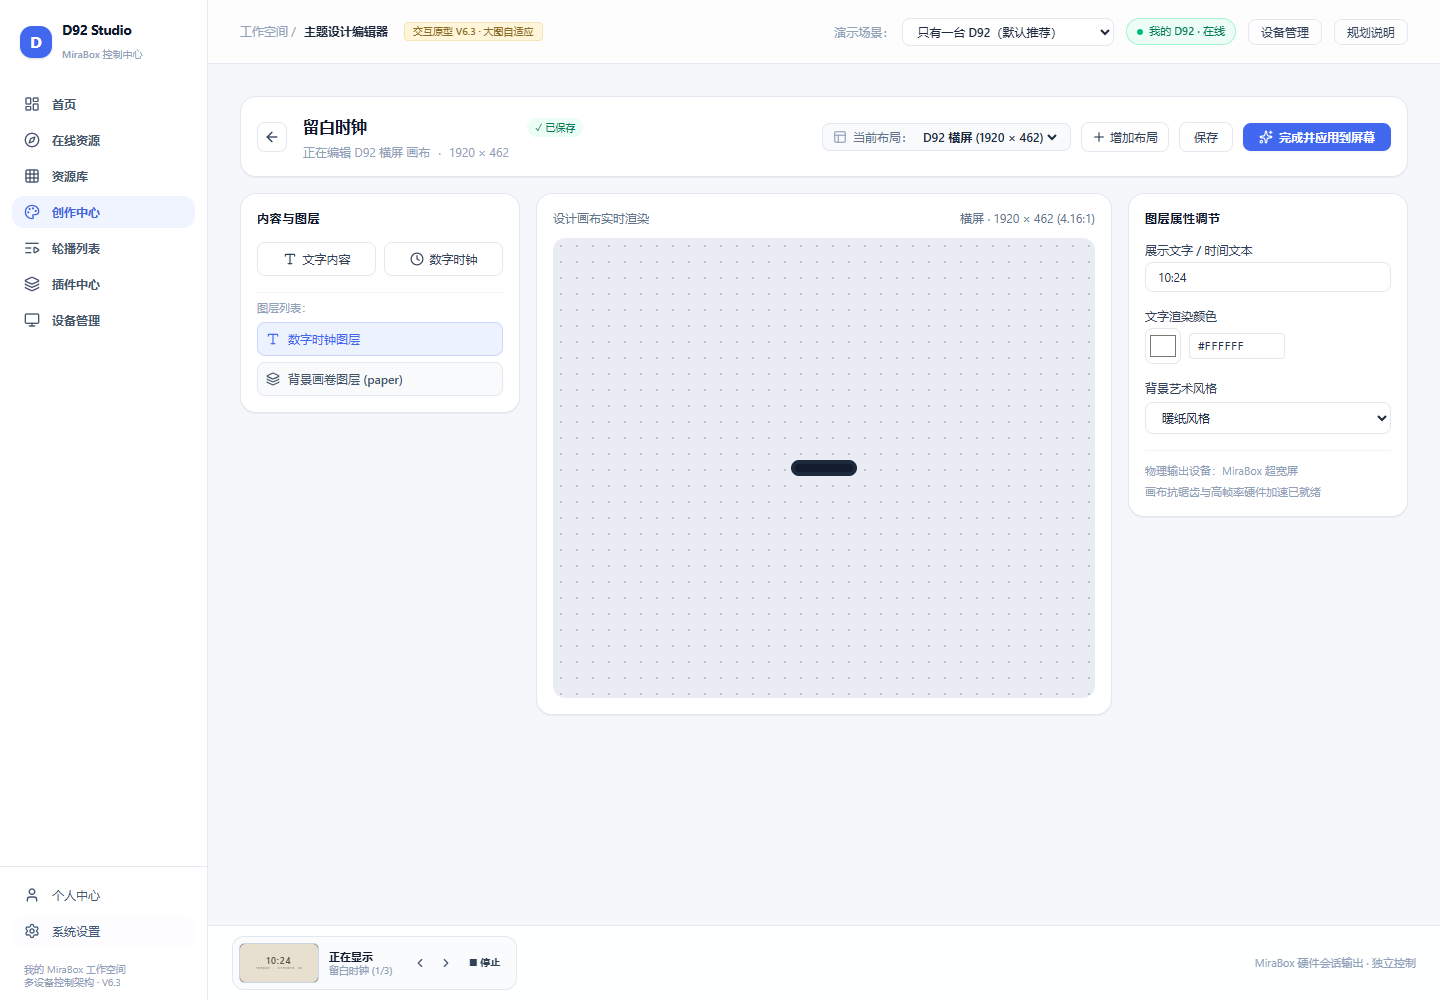 D92 Studio
MiraBox 控制中心
首页
在线资源
资源库
创作中心
轮播列表
插件中心
设备管理
个人中心
系统设置
我的 MiraBox 工作空间
多设备控制架构 · V6.3
工作空间 / 主题设计编辑器 交互原型 V6.3 · 大图自适应
演示场景： 只有一台 D92（默认推荐） 我的 D92 · 在线 设备管理 规划说明
留白时钟 ✓ 已保存
正在编辑 D92 横屏 画布 · 1920 × 462
当前布局： D92 横屏 (1920 × 462) 增加布局 保存 完成并应用到屏幕
内容与图层
文字内容 数字时钟
图层列表：
数字时钟图层
背景画卷图层 (paper)
设计画布实时渲染 横屏 · 1920 × 462 (4.16:1)
图层属性调节
展示文字 / 时间文本
10:24
文字渲染颜色
#FFFFFF
背景艺术风格
暖纸风格
物理输出设备：MiraBox 超宽屏
画布抗锯齿与高帧率硬件加速已就绪
10:24
正在显示
留白时钟 (1/3)
停止
MiraBox 硬件会话输出 · 独立控制